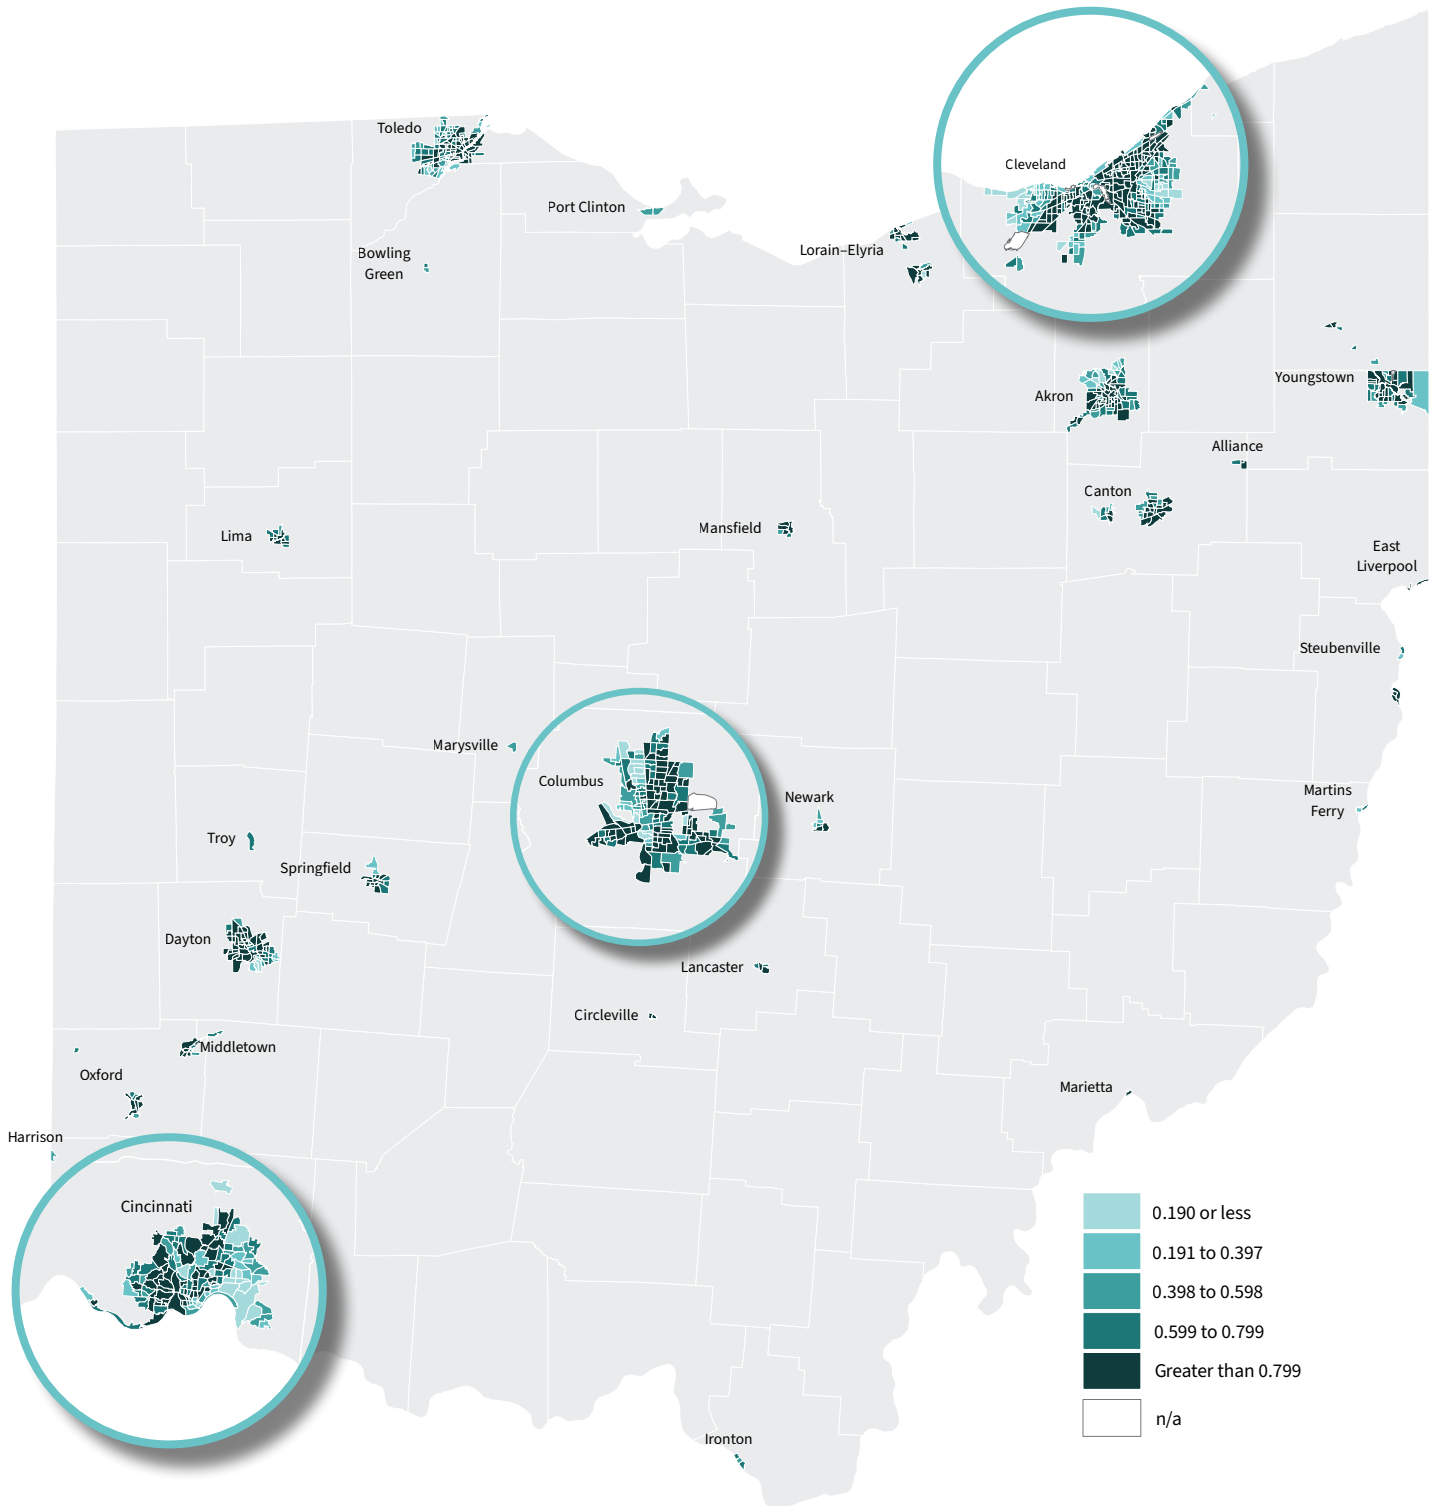 Toledo
Cleveland
Port Clinton
Lorain–Elyria
Bowling
Green
Youngstown
Akron
Alliance
Canton
Mansfield
Lima
East
Liverpool
Steubenville
Marysville
Columbus
Newark
Martins
Ferry
Troy
Springfield
Dayton
Lancaster
Circleville
Middletown
Oxford
Marietta
Harrison
Cincinnati
0.190 or less
0.191 to 0.397
0.398 to 0.598
0.599 to 0.799
Greater than 0.799
n/a
Ironton